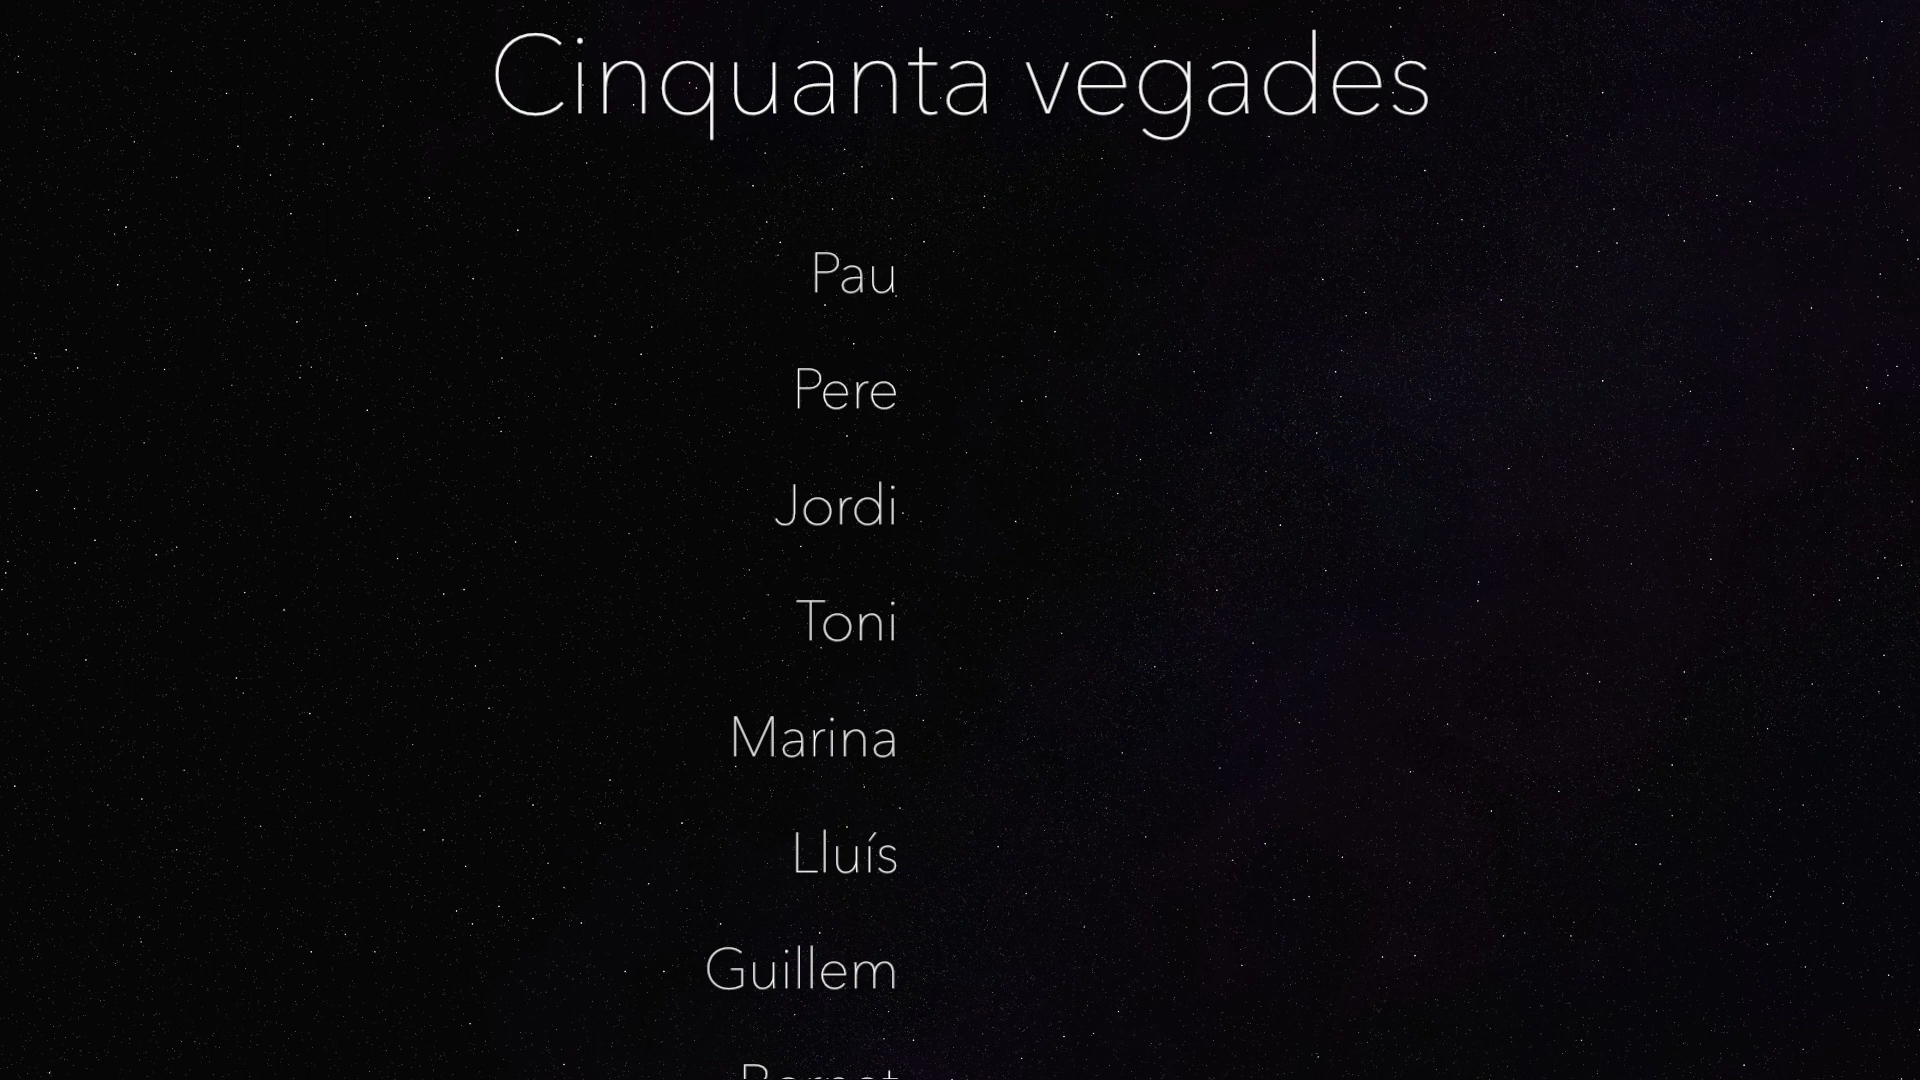 Cinquanta vegades
Pau
Pere
Jordi
Toni
Marina
Lluís
Guillem